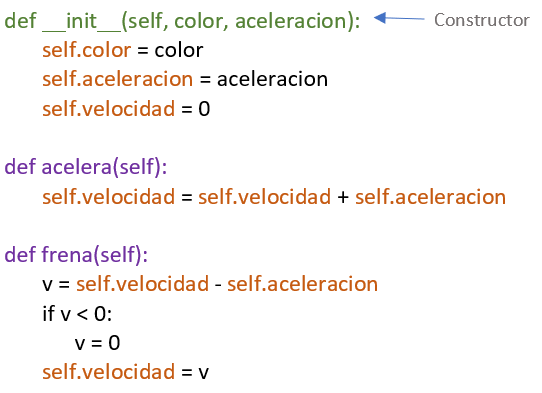 def __init__(self, color, aceleracion): Constructor
self.color = color
self.aceleracion = aceleracion
self.velocidad = 0
def acelera(self):
self.velocidad = self.velocidad + self.aceleracion
def frena(self):
v = self.velocidad - self.aceleracion
if v < 0:
v = 0
self.velocidad = v